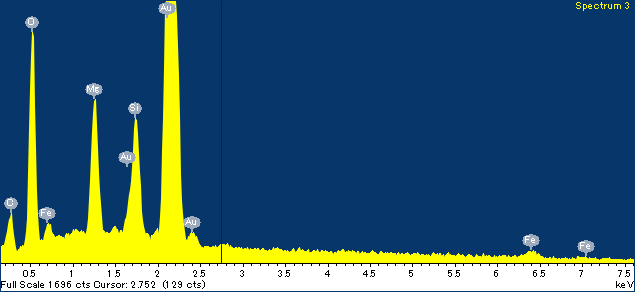 Spectrum 3
Au
O
Mg
Si
Au
C
Fe
Au
Fe
Fe
0.5 1 1.5 2 2.5 3 3.5 4 4.5 5 5.5 6 6.5 7 7.5
Full Scale 1696 cts Cursor: 2.752 (129 cts) keV